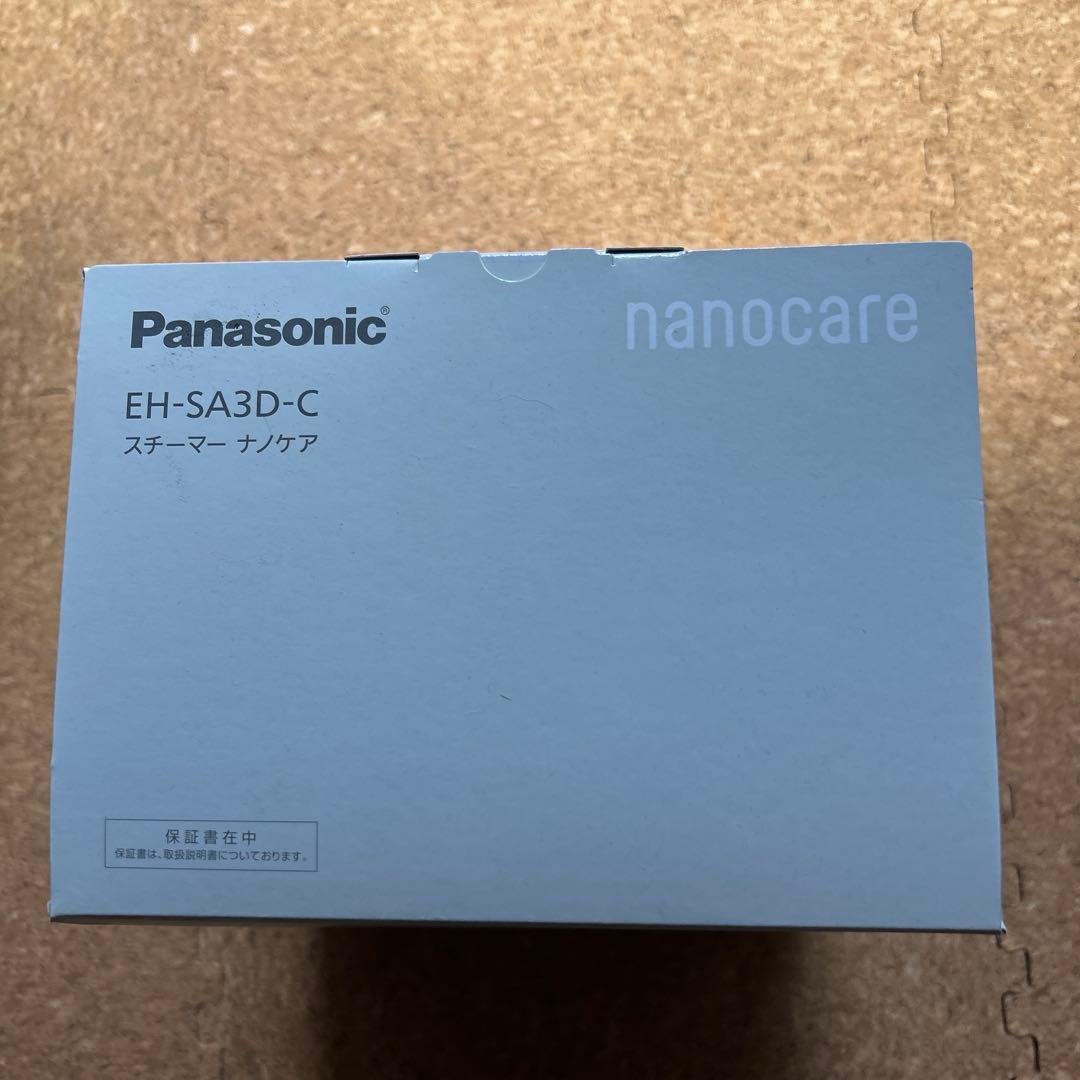 Panasonic®
nanocare
EH-SA3D-C
スチーマー ナノケア
保証書在中
保証書は、取扱説明書についております。